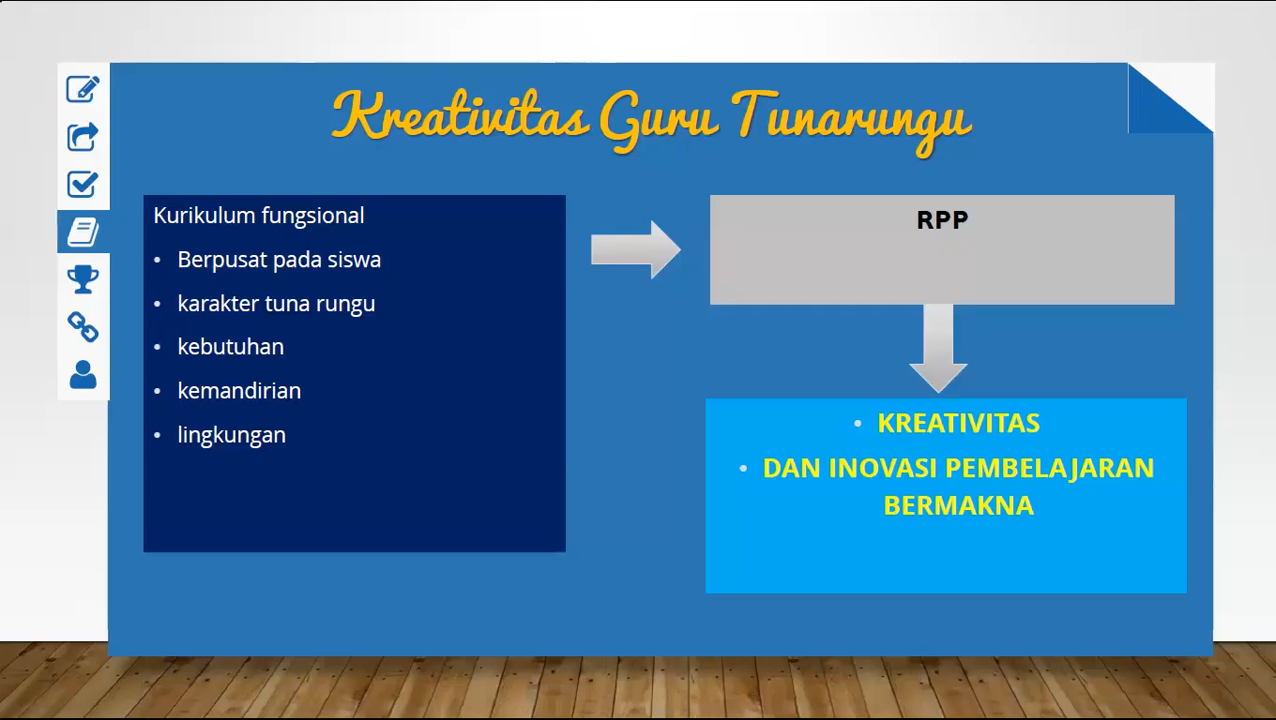 Kreativitas Guru Tunarungu
Kurikulum fungsional
• Berpusat pada siswa
• karakter tuna rungu
• kebutuhan
• kemandirian
• lingkungan
RPP
• KREATIVITAS
• DAN INOVASI PEMBELAJARAN
BERMAKNA